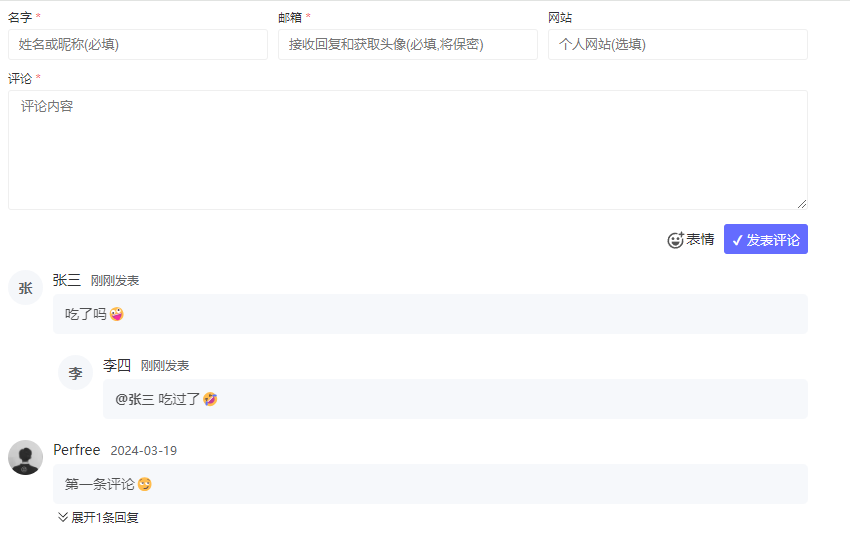 名字 * 邮箱 * 网站
姓名或昵称(必填) 接收回复和获取头像(必填,将保密) 个人网站(选填)
评论 *
评论内容
表情 发表评论
张 张三 刚刚发表
吃了吗🤪
李 李四 刚刚发表
@张三 吃过了🤣
Perfree 2024-03-19
第一条评论😏
展开1条回复